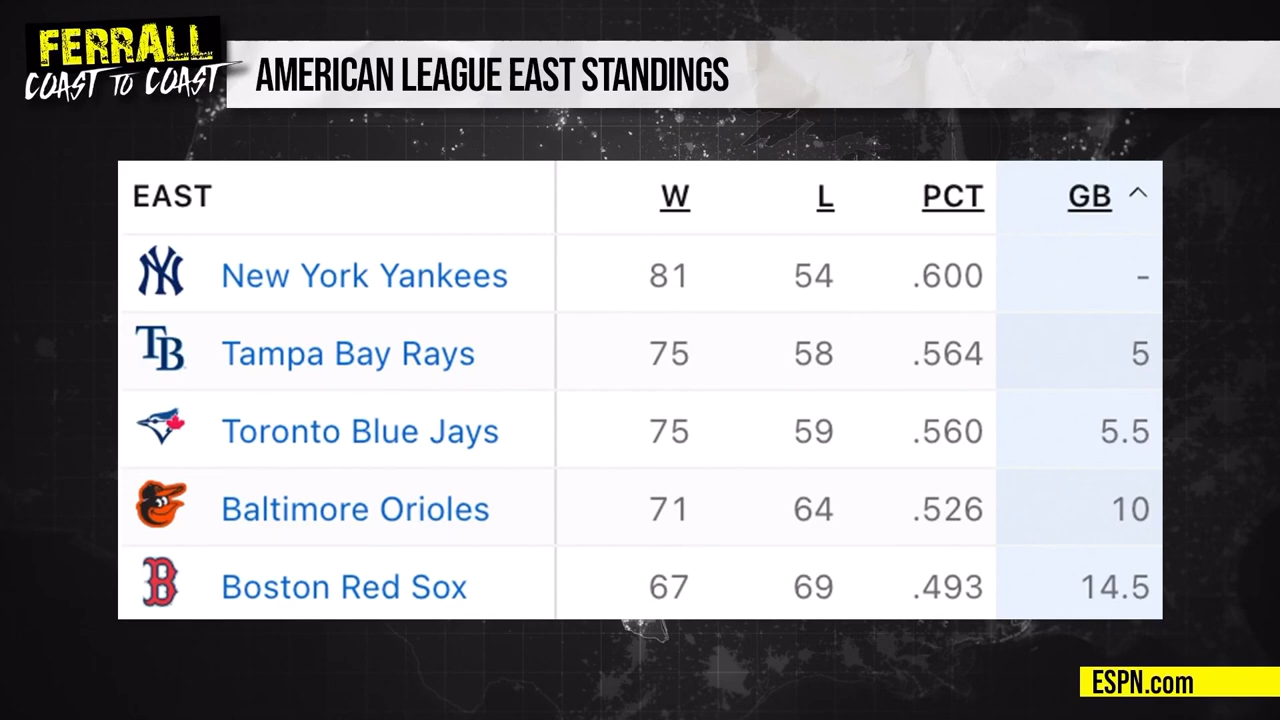 FERRALL
COAST TO COAST
AMERICAN LEAGUE EAST STANDINGS
EAST W L PCT GB
NY New York Yankees 81 54 .600 -
TB Tampa Bay Rays 75 58 .564 5
Toronto Blue Jays 75 59 .560 5.5
Baltimore Orioles 71 64 .526 10
B Boston Red Sox 67 69 .493 14.5
ESPN.com